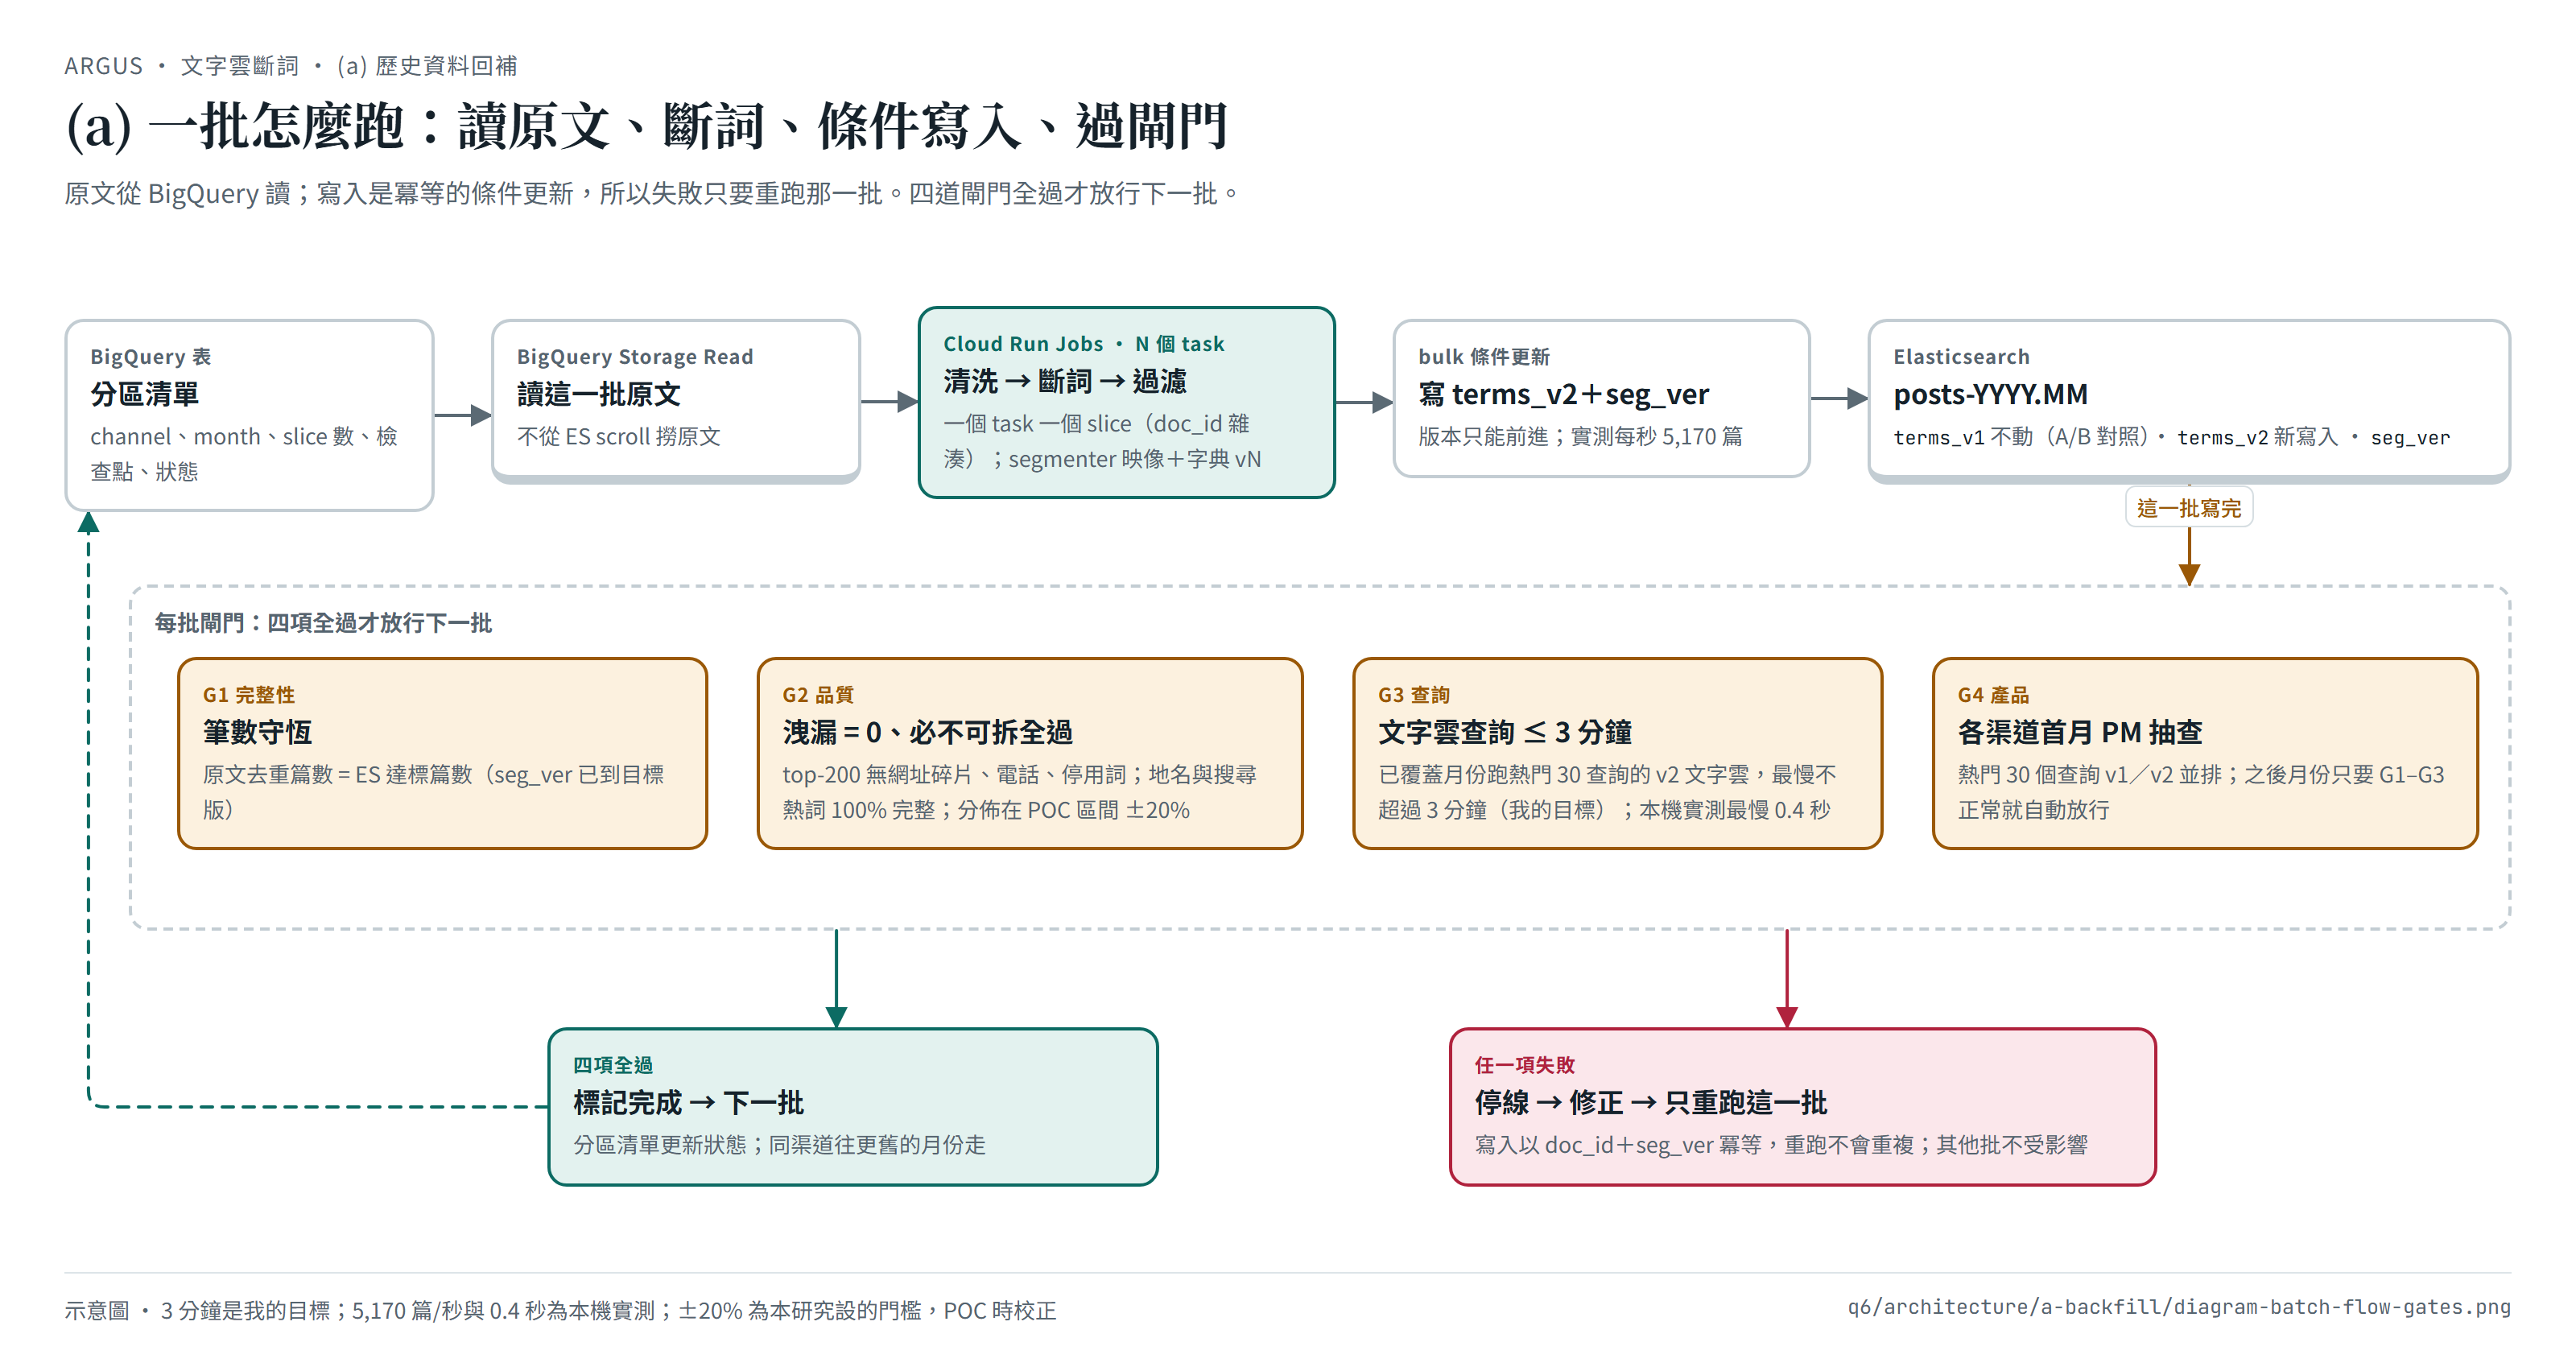 ARGUS ・ 文字雲斷詞 ・ (a) 歷史資料回補
(a) 一批怎麼跑：讀原文、斷詞、條件寫入、過閘門
原文從 BigQuery 讀；寫入是冪等的條件更新，所以失敗只要重跑那一批。四道閘門全過才放行下一批。
BigQuery 表
分區清單
channel、month、slice 數、檢
查點、狀態
BigQuery Storage Read
讀這一批原文
不從 ES scroll 撈原文
Cloud Run Jobs ・ N 個 task
清洗 → 斷詞 → 過濾
一個 task 一個 slice（doc_id 雜
湊）；segmenter 映像＋字典 vN
bulk 條件更新
寫 terms_v2＋seg_ver
版本只能前進；實測每秒 5,170 篇
Elasticsearch
posts-YYYY.MM
terms_v1 不動（A/B 對照）・ terms_v2 新寫入 ・ seg_ver
這一批寫完
每批閘門：四項全過才放行下一批
G1 完整性
筆數守恆
原文去重篇數 = ES 達標篇數（seg_ver 已到目標
版）
G2 品質
洩漏 = 0、必不可拆全過
top-200 無網址碎片、電話、停用詞；地名與搜尋
熱詞 100% 完整；分佈在 POC 區間 ±20%
G3 查詢
文字雲查詢 ≤ 3 分鐘
已覆蓋月份跑熱門 30 查詢的 v2 文字雲，最慢不
超過 3 分鐘（我的目標）；本機實測最慢 0.4 秒
G4 產品
各渠道首月 PM 抽查
熱門 30 個查詢 v1／v2 並排；之後月份只要 G1–G3
正常就自動放行
四項全過
標記完成 → 下一批
分區清單更新狀態；同渠道往更舊的月份走
任一項失敗
停線 → 修正 → 只重跑這一批
寫入以 doc_id＋seg_ver 冪等，重跑不會重複；其他批不受影響
示意圖 ・ 3 分鐘是我的目標；5,170 篇/秒與 0.4 秒為本機實測；±20% 為本研究設的門檻，POC 時校正
q6/architecture/a-backfill/diagram-batch-flow-gates.png